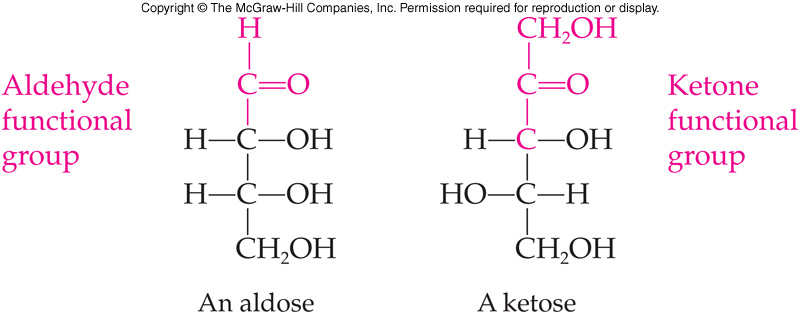 Copyright © The McGraw-Hill Companies, Inc. Permission required for reproduction or display.
Aldehyde
functional
group
H
C=O
H—C—OH
H—C—OH
CH₂OH
An aldose
CH₂OH
C=O
H—C—OH
HO—C—H
CH₂OH
A ketose
Ketone
functional
group